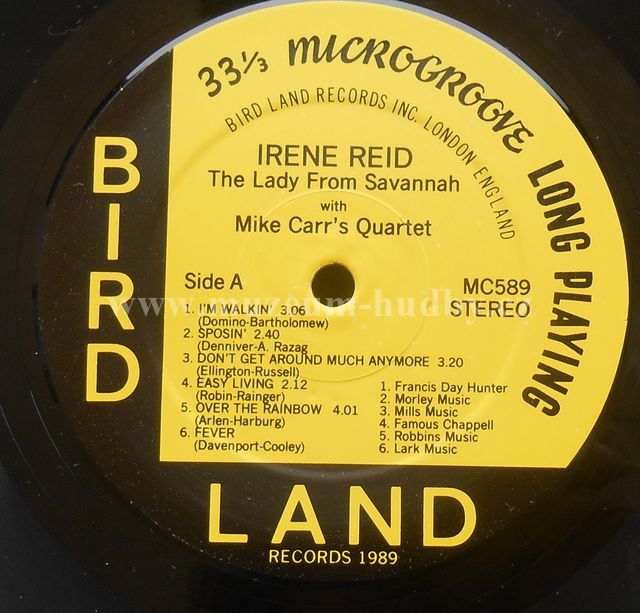 33⅓ MICROGROOVE LONG PLAYING
BIRD LAND RECORDS INC. LONDON ENGLAND
IRENE REID
The Lady From Savannah
with
Mike Carr's Quartet
Side A
MC589
STEREO
1. I'M WALKIN' 3.06
(Domino-Bartholomew)
2. SPOSIN' 2.40
(Denniver-A. Razag
3. DON'T GET AROUND MUCH ANYMORE 3.20
(Ellington-Russell)
4. EASY LIVING 2.12
(Robin-Rainger)
5. OVER THE RAINBOW 4.01
(Arlen-Harburg)
6. FEVER
(Davenport-Cooley)
1. Francis Day Hunter
2. Morley Music
3. Mills Music
4. Famous Chappell
5. Robbins Music
6. Lark Music
BIRD
LAND
RECORDS 1989